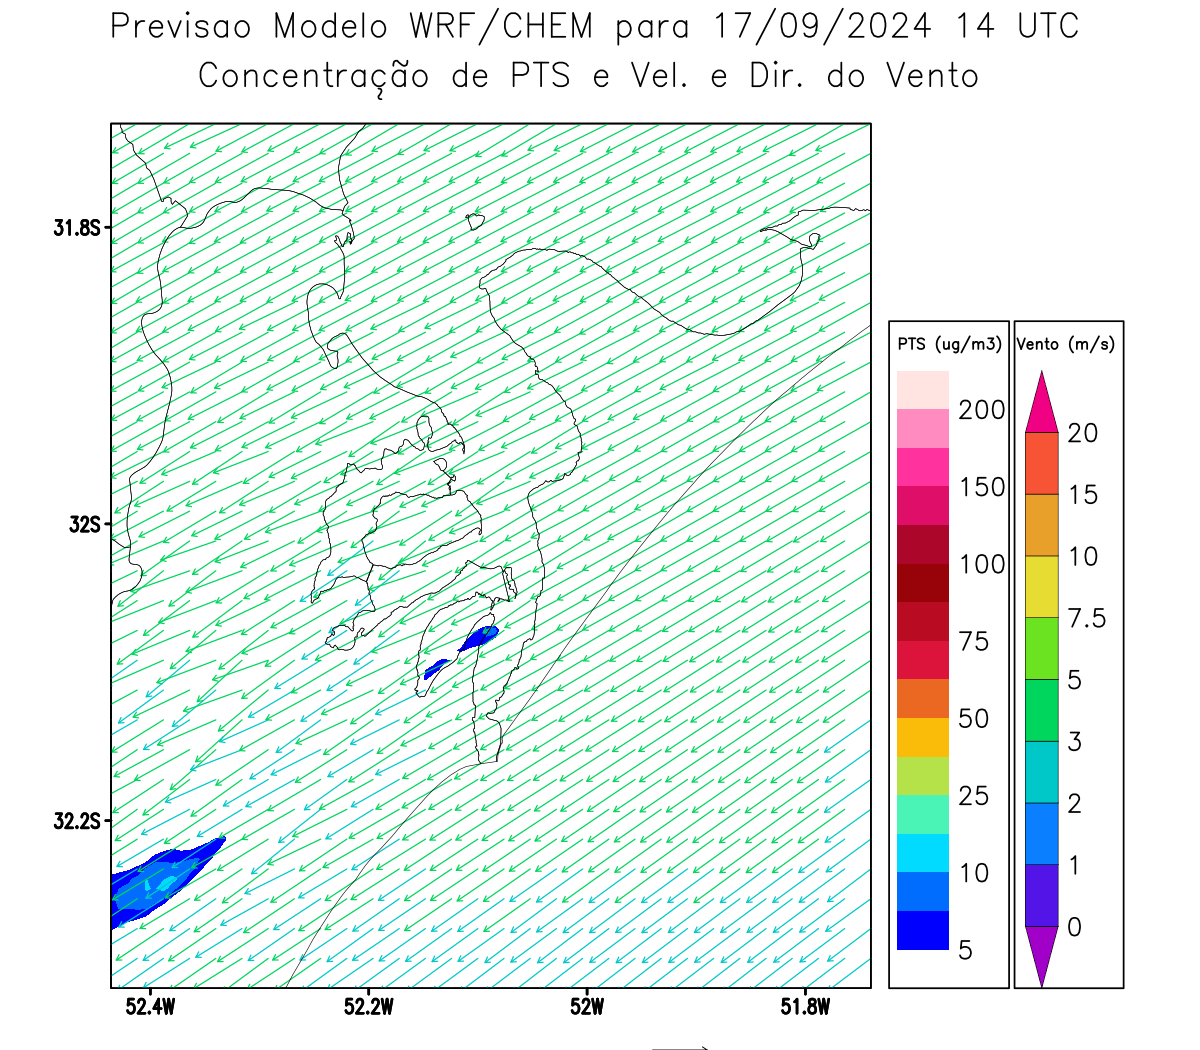 Previsao Modelo WRF/CHEM para 17/09/2024 14 UTC
Concentração de PTS e Vel. e Dir. do Vento
31.8S
32S
32.2S
52.4W
52.2W
52W
51.8W
PTS (ug/m3)
200
150
100
75
50
25
10
5
Vento (m/s)
20
15
10
7.5
5
3
2
1
0